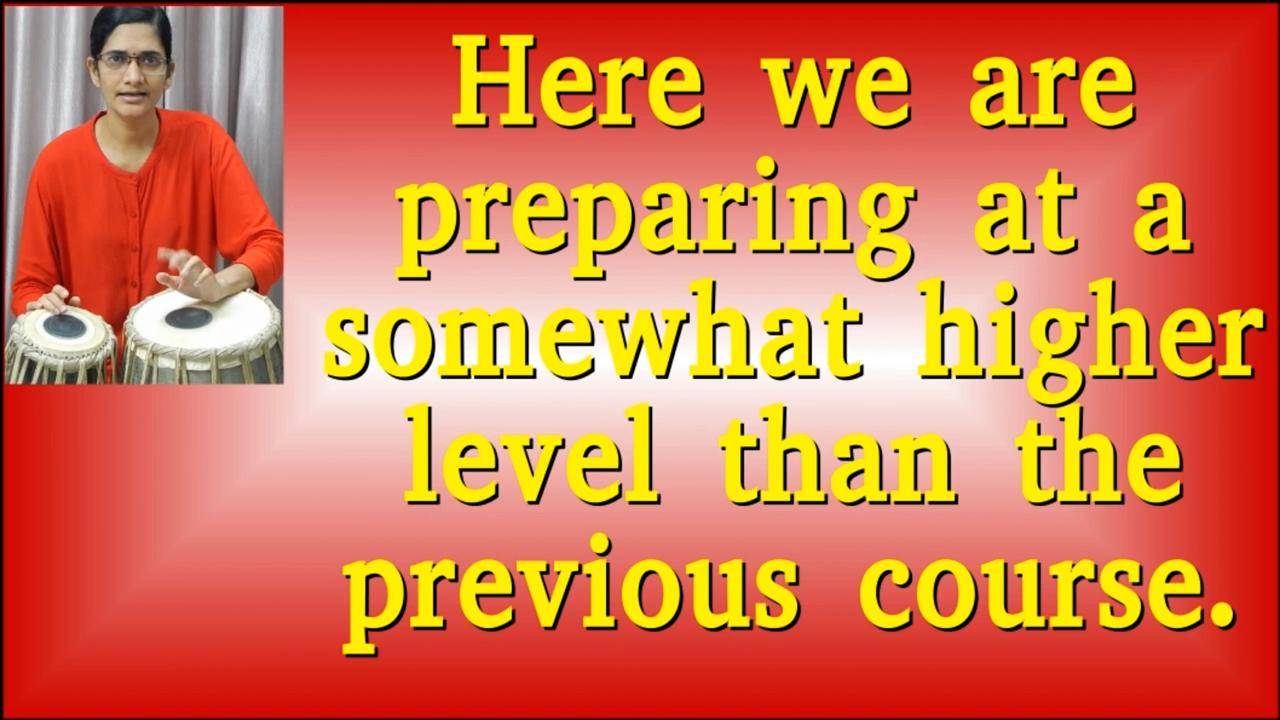 Here we are
preparing at a
somewhat higher
level than the
previous course.